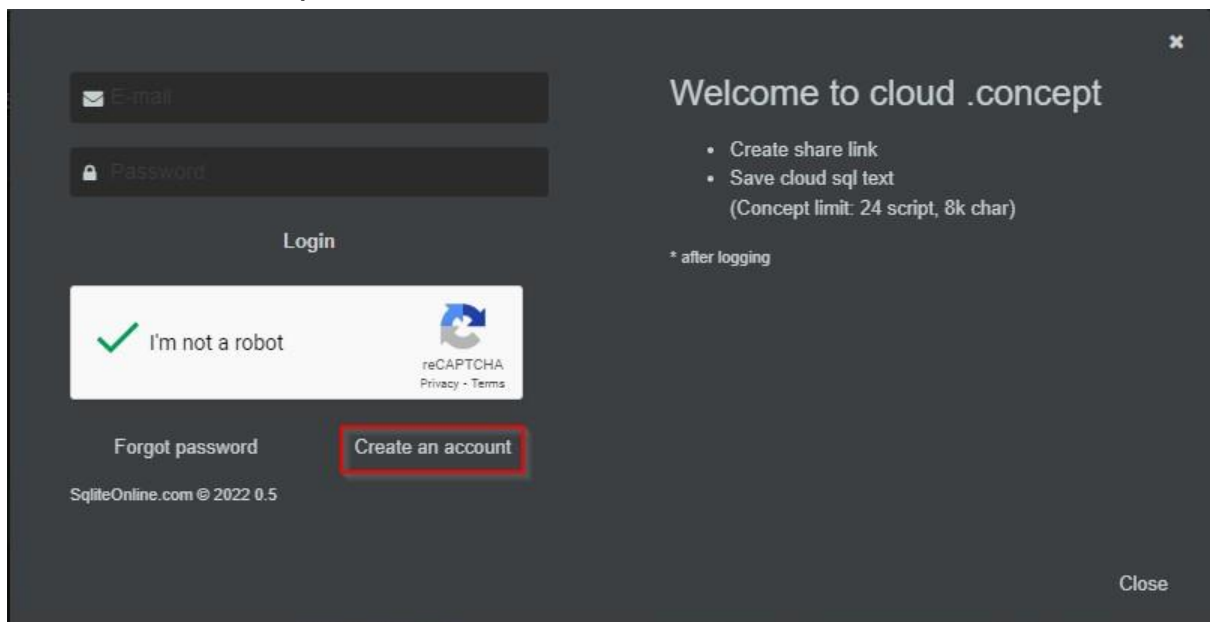 E-mail
Password
Login
I'm not a robot
reCAPTCHA
Privacy - Terms
Forgot password
Create an account
SqliteOnline.com © 2022 0.5
Welcome to cloud .concept
• Create share link
• Save cloud sql text
(Concept limit: 24 script, 8k char)
* after logging
Close